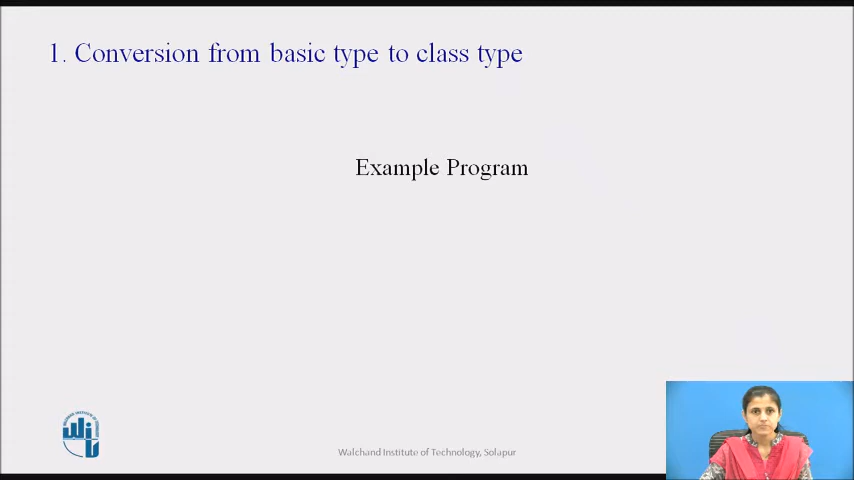 1. Conversion from basic type to class type
Example Program
Walchand Institute of Technology, Solapur